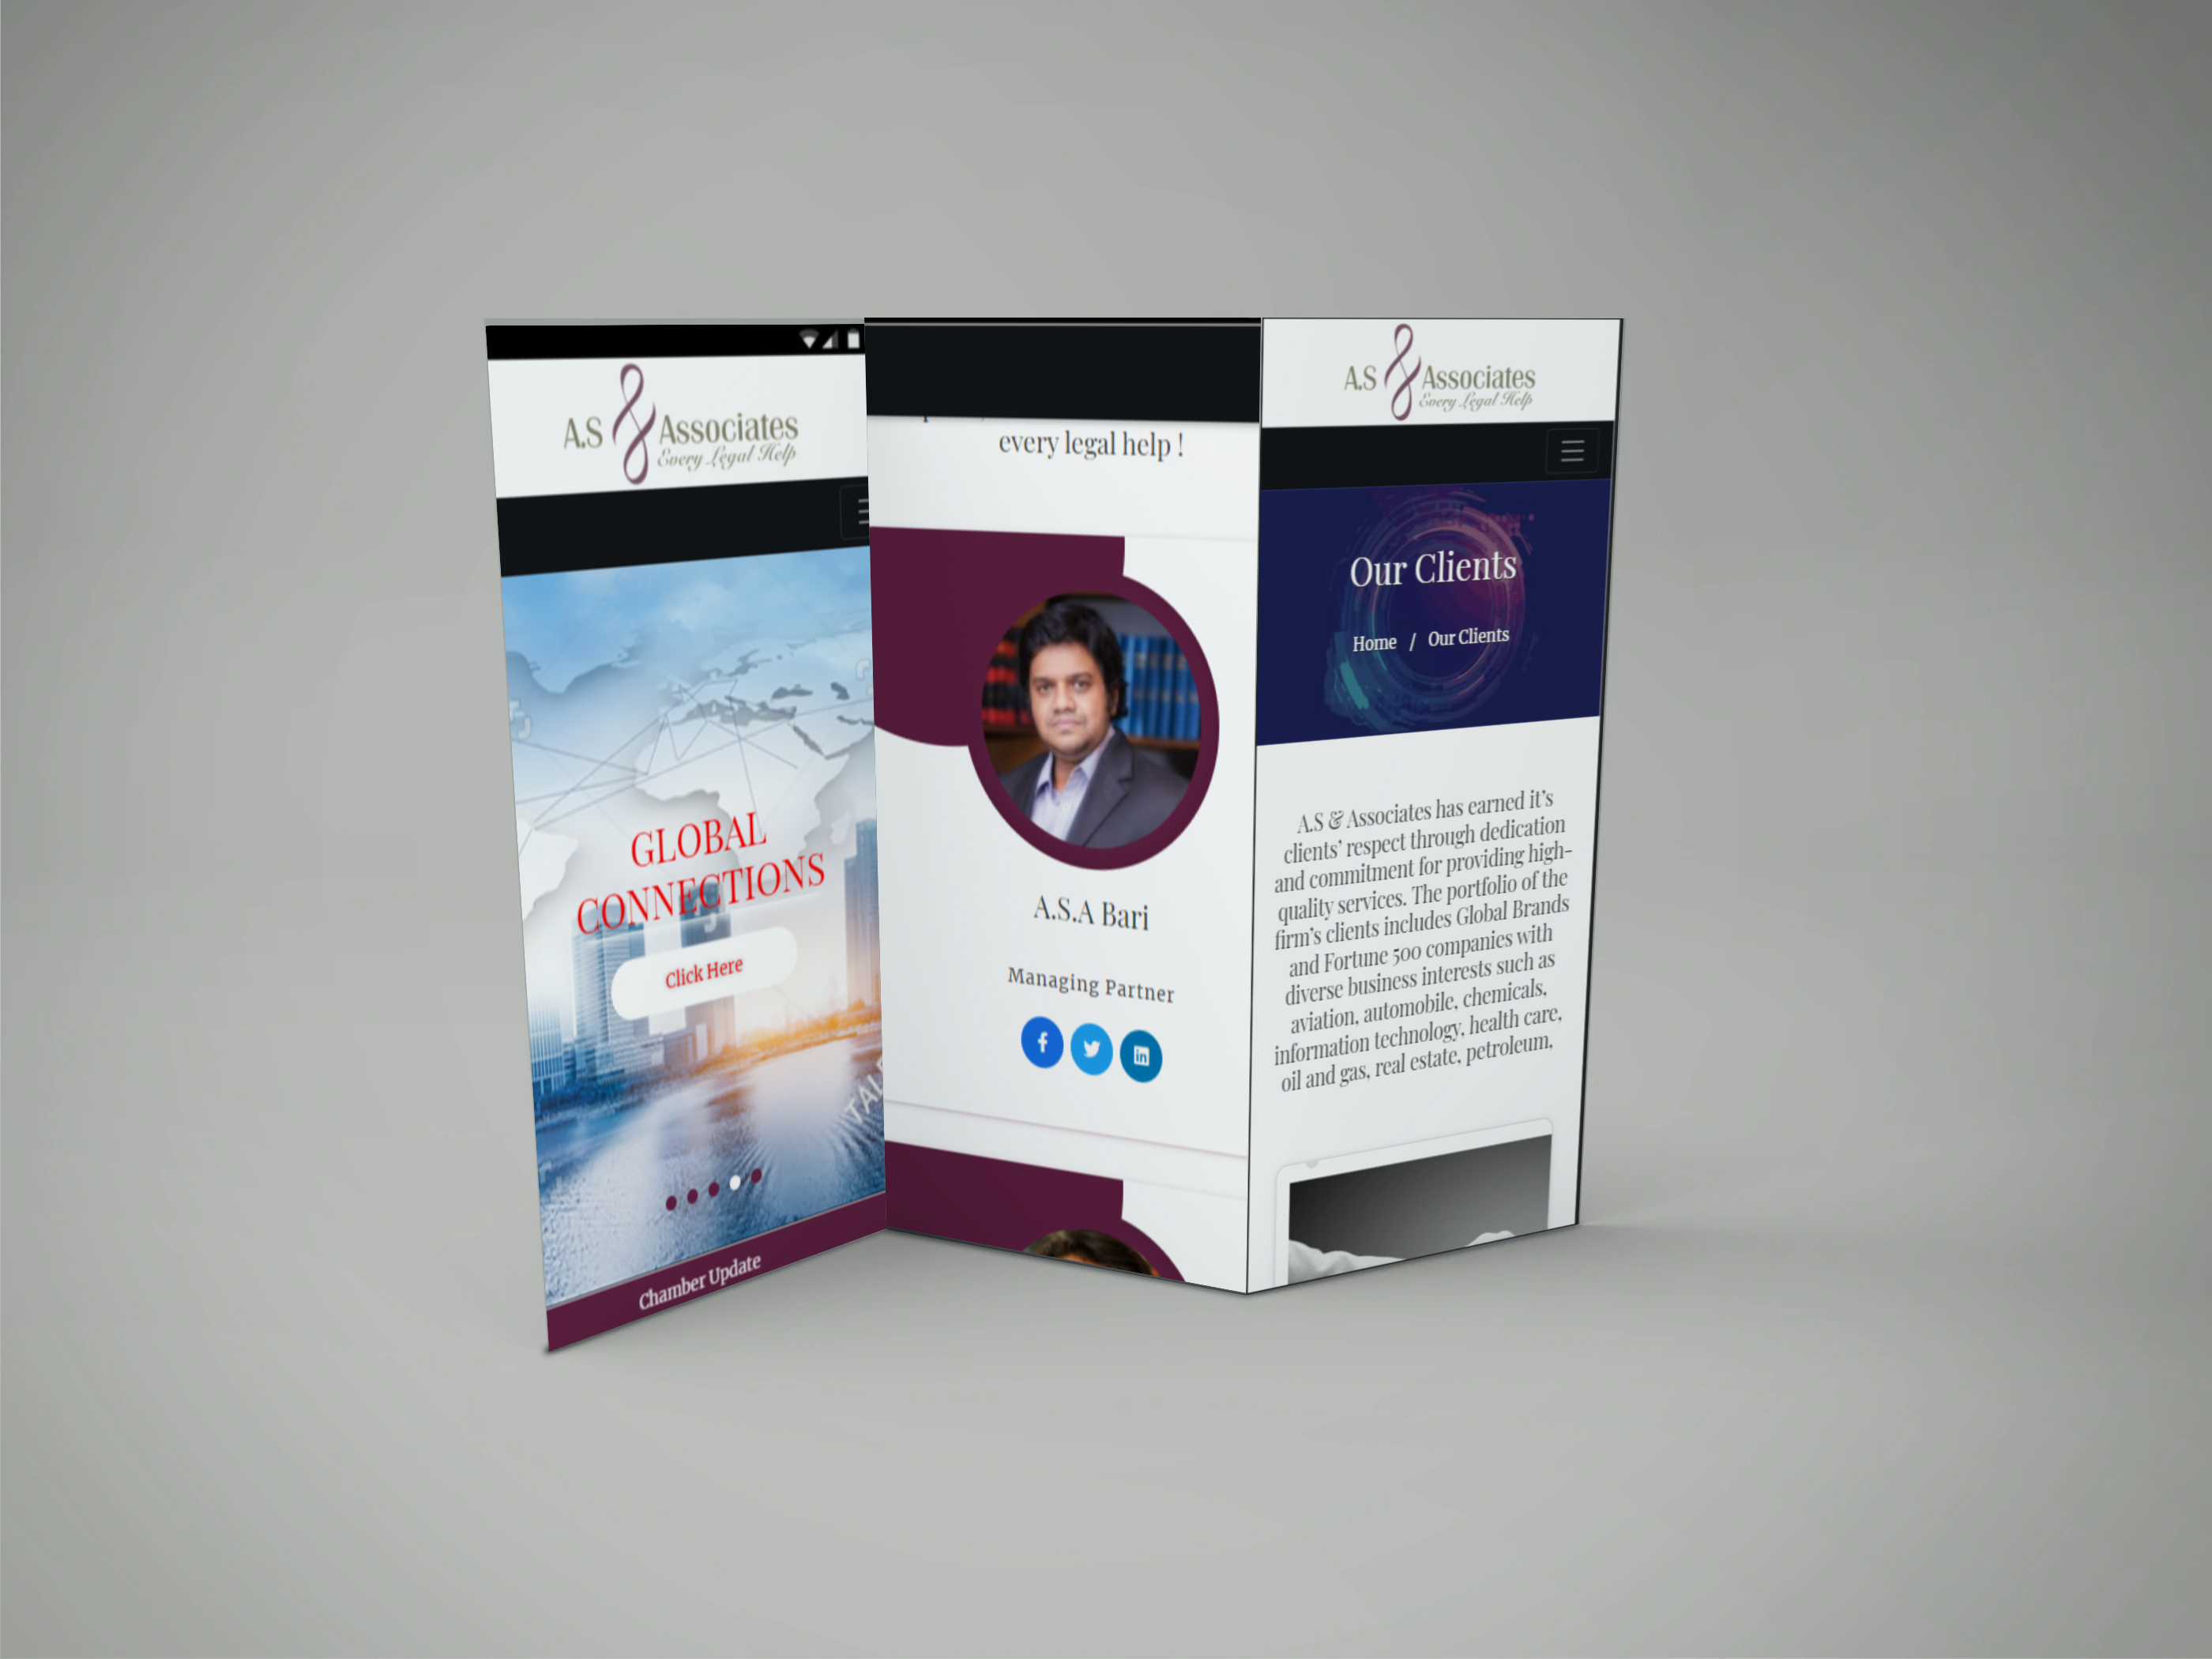 A.S & Associates
Every Legal Help
GLOBAL
CONNECTIONS
Click Here
Chamber Update
every legal help !
A.S.A Bari
Managing Partner
A.S & Associates
Every Legal Help
Our Clients
Home / Our Clients
A.S & Associates has earned it's
clients' respect through dedication
and commitment for providing high-
quality services. The portfolio of the
firm's clients includes Global Brands
and Fortune 500 companies with
diverse business interests such as
aviation, automobile, chemicals,
information technology, health care,
oil and gas, real estate, petroleum,